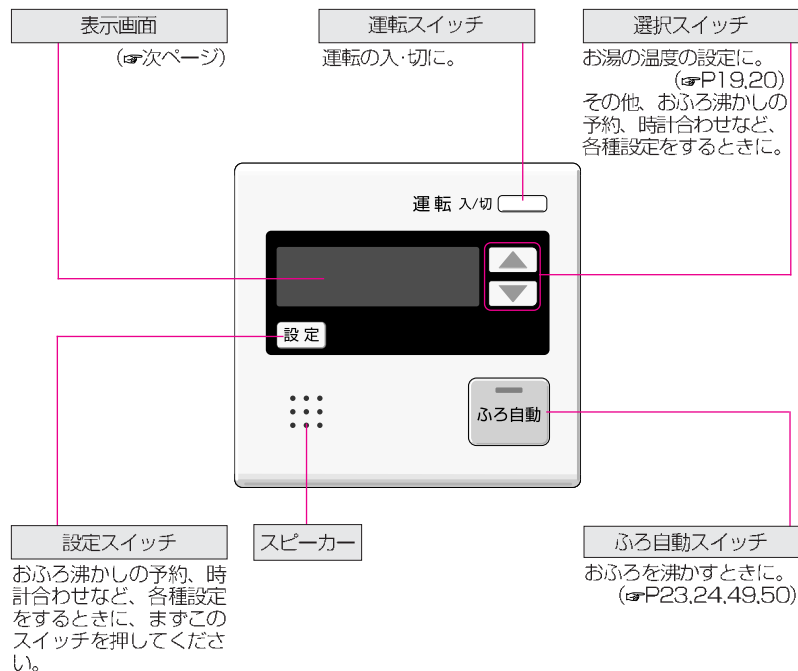 表示画面
(☞次ページ)
運転スイッチ
運転の入・切に。
選択スイッチ
お湯の温度の設定に。
(☞P19,20)
その他、おふろ沸かしの
予約、時計合わせなど、
各種設定をするときに。
運転 入/切
設定
ふろ自動
設定スイッチ
おふろ沸かしの予約、時
計合わせなど、各種設定
をするときに、まずこの
スイッチを押してくださ
い。
スピーカー
ふろ自動スイッチ
おふろを沸かすときに。
(☞P23,24,49,50)